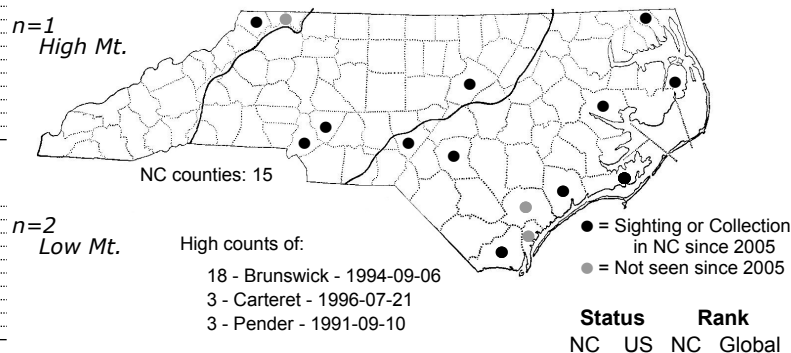 n=1
High Mt.
NC counties: 15
n=2
Low Mt.
High counts of:
18 - Brunswick - 1994-09-06
3 - Carteret - 1996-07-21
3 - Pender - 1991-09-10
● = Sighting or Collection
in NC since 2005
● = Not seen since 2005
Status Rank
NC US NC Global